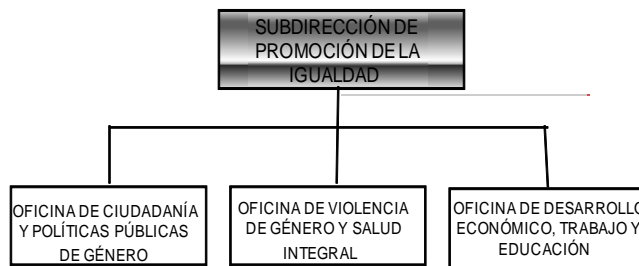 SUBDIRECCIÓN DE
PROMOCIÓN DE LA
IGUALDAD
OFICINA DE CIUDADANÍA
Y POLÍTICAS PÚBLICAS
DE GÉNERO
OFICINA DE VIOLENCIA
DE GÉNERO Y SALUD
INTEGRAL
OFICINA DE DESARROLLO
ECONÓMICO, TRABAJO Y
EDUCACIÓN